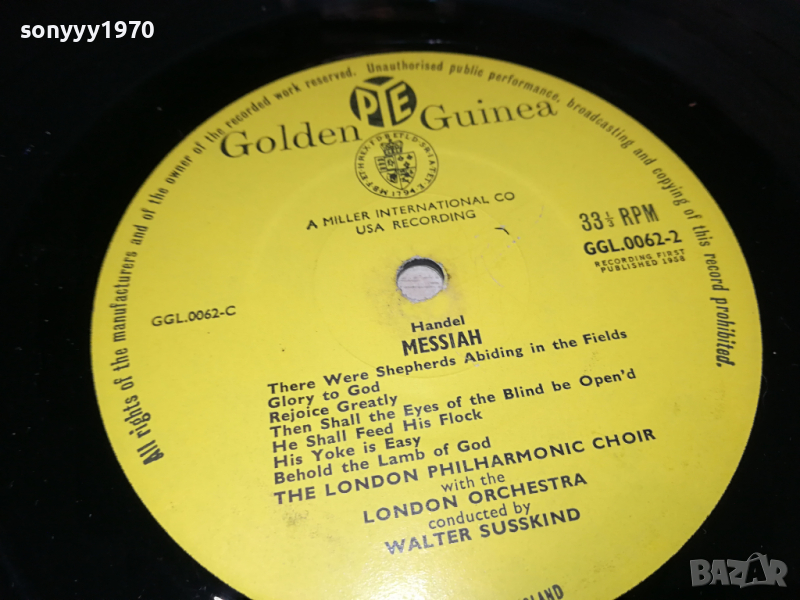 sonyyy1970
All rights of the manufacturers and of the owner of the recorded work reserved. Unauthorised public performance, broadcasting and copying of this record prohibited.
PYE
Golden Guinea
A MILLER INTERNATIONAL CO
USA RECORDING
33⅓ RPM
GGL.0062-2
RECORDING FIRST
PUBLISHED 1958
GGL.0062-C
Handel
MESSIAH
There Were Shepherds Abiding in the Fields
Glory to God
Rejoice Greatly
Then Shall the Eyes of the Blind be Open'd
He Shall Feed His Flock
His Yoke is Easy
Behold the Lamb of God
THE LONDON PHILHARMONIC CHOIR
with the
LONDON ORCHESTRA
conducted by
WALTER SUSSKIND
BAZAR